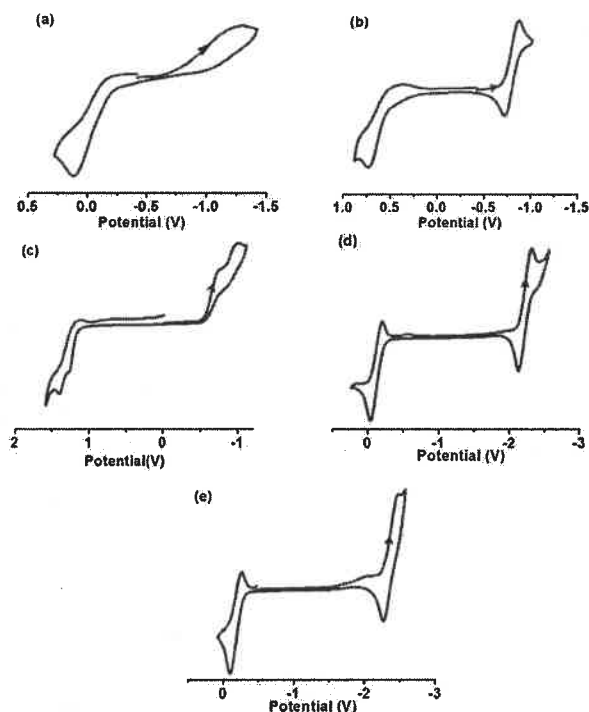 (a)
0.5 0.0 -0.5 -1.0 -1.5
Potential (V)
(b)
1.0 0.5 0.0 -0.5 -1.0 -1.5
Potential (V)
(c)
2 1 0 -1
Potential(V)
(d)
0 -1 -2 -3
Potential (V)
(e)
0 -1 -2 -3
Potential (V)